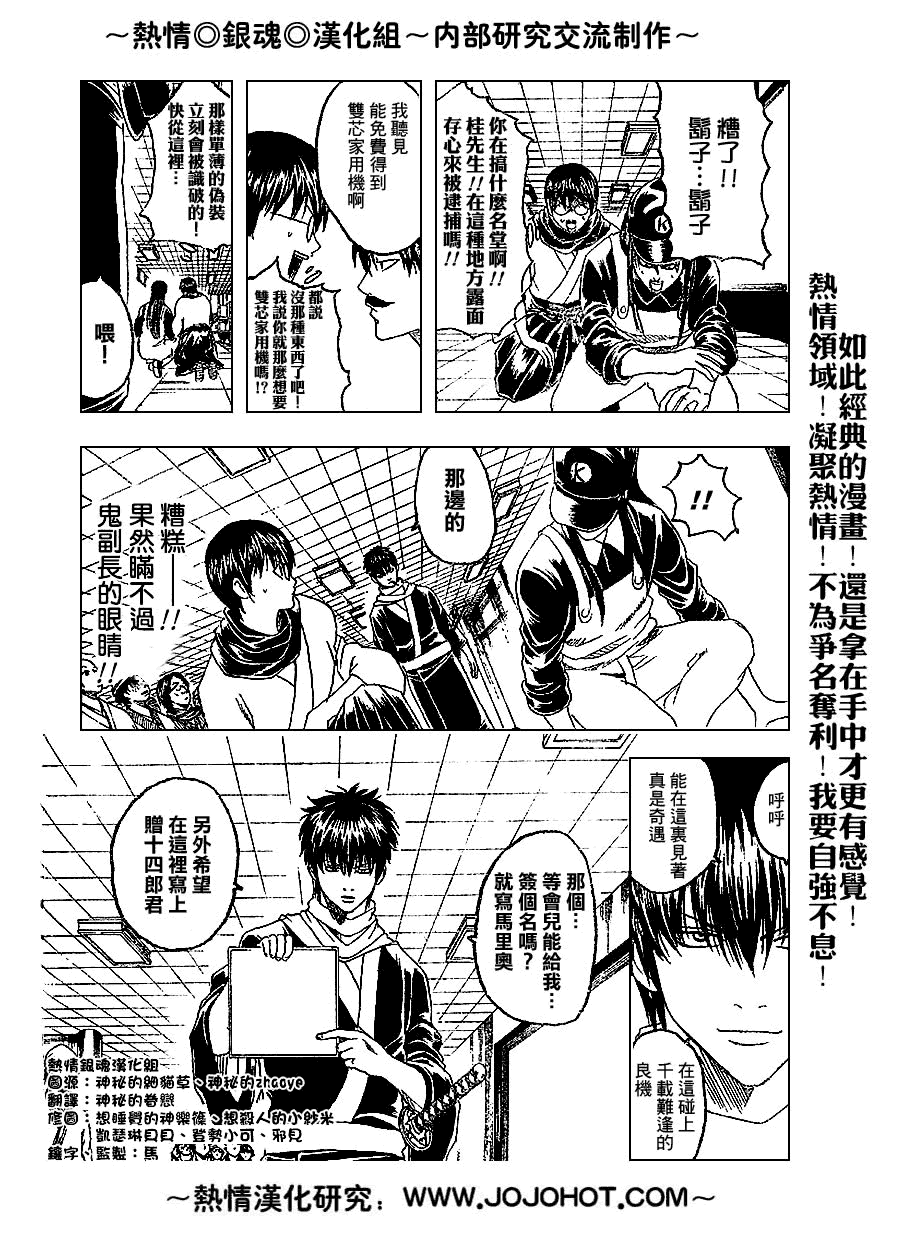 ～熱情◎銀魂◎漢化組～内部研究交流制作～
糟了!!
鬍子…鬍子
你在搞什麼名堂啊!!
桂先生!!在這種地方露面
存心來被逮捕嗎!!
K
我聽見
能免費得到
雙芯家用機啊
都説
沒那種東西了吧!
我説你就那麼想要
雙芯家用機嗎!?
那樣單薄的偽裝
立刻會被識破的!
快從這裡…
喂!
!!
K
那邊的
糟糕——!!
果然瞞不過
鬼副長的眼睛!!
呼呼
能在這裏見著
真是奇遇
在這碰上
千載難逢的
良機
那個…
等會兒能給我…
簽個名嗎?
就寫馬里奧
另外希望
在這裡寫上
贈十四郎君
如此經典的漫畫!還是拿在手中才更有感覺!
熱情領域!凝聚熱情!不為爭名奪利!我要自強不息!
熱情銀魂漢化組
圖源:神秘的細貓草、神秘的zhaoye
翻譯:神秘的眷戀
修圖:想睡覺的神樂篠、想殺人的小紗米
凱瑟琳貝貝、登勢小可、邪見
鑲字 監製:馬
～熱情漢化研究: WWW.JOJOHOT.COM～